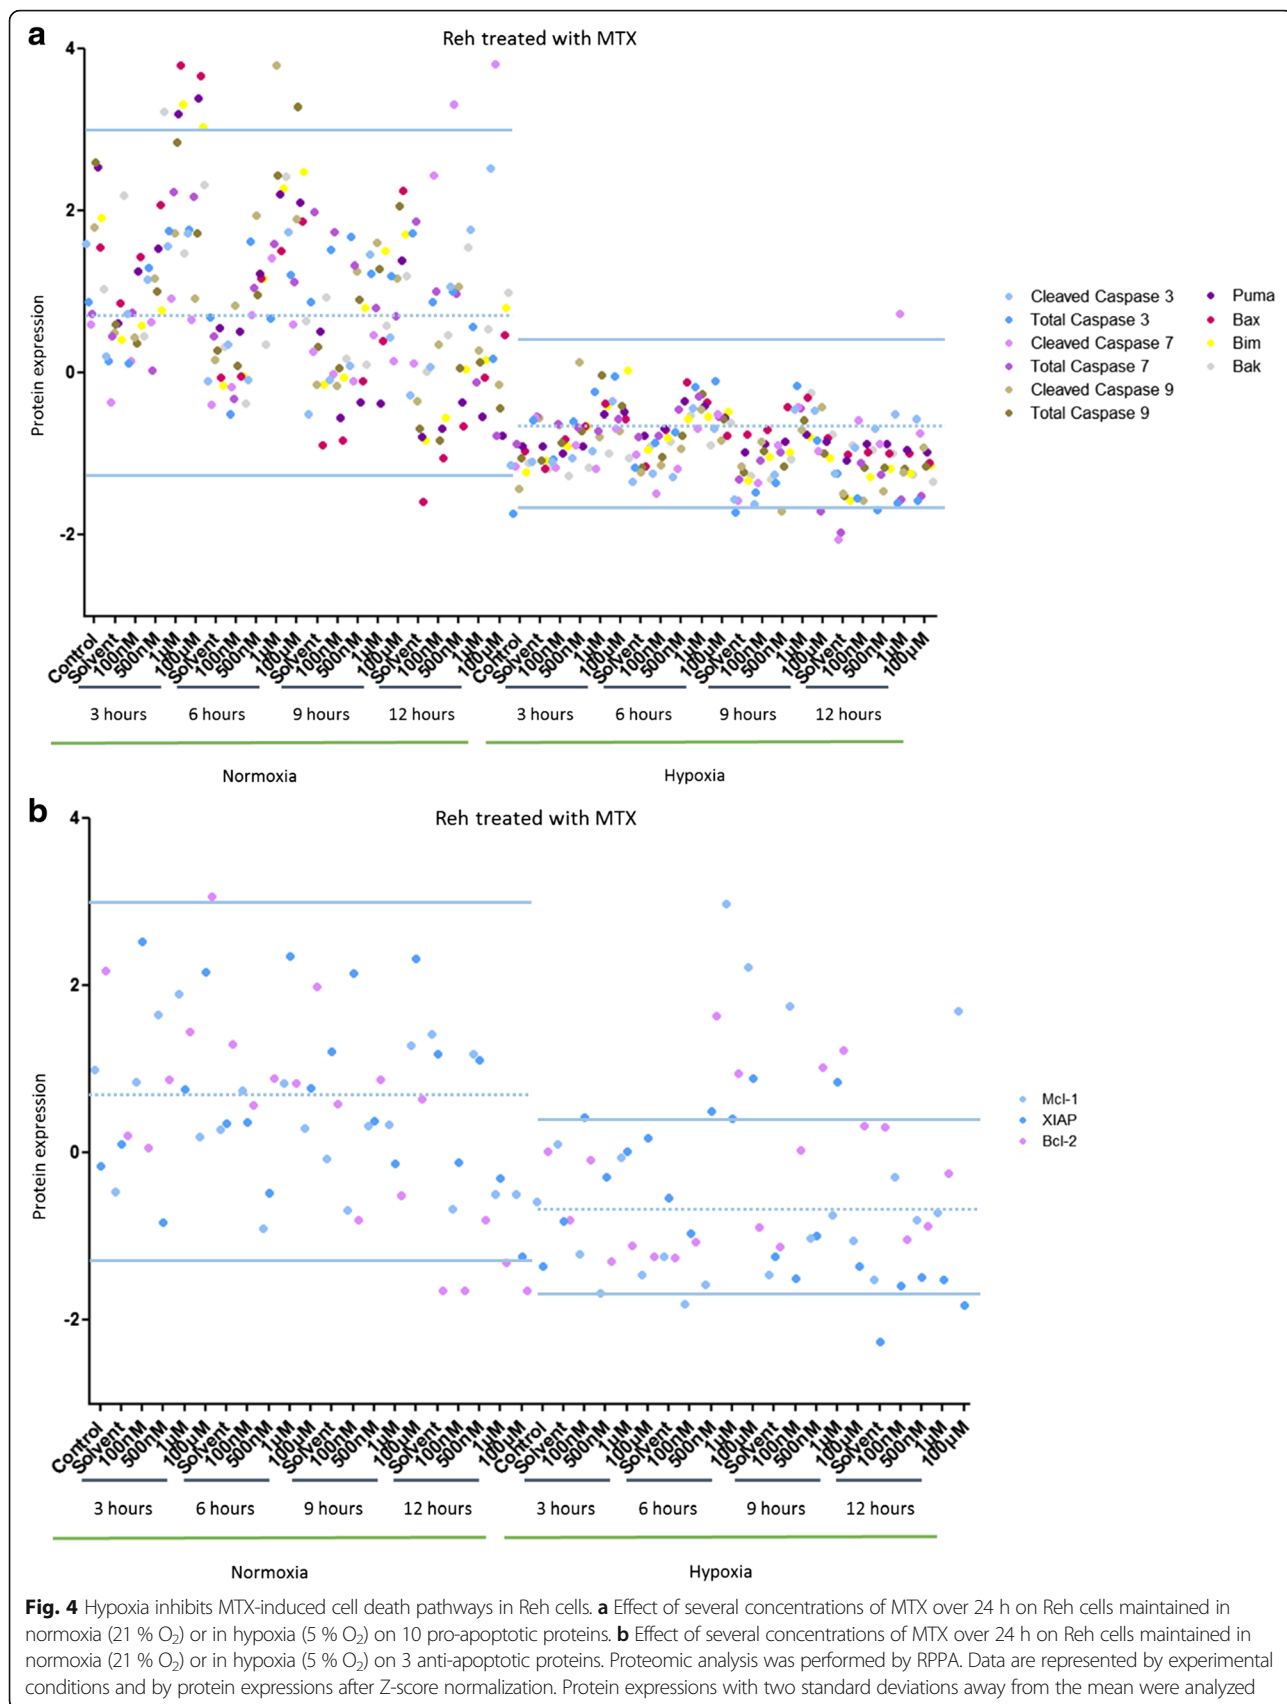 a
Reh treated with MTX
4
2
0
-2
Protein expression
Cleaved Caspase 3
Total Caspase 3
Cleaved Caspase 7
Total Caspase 7
Cleaved Caspase 9
Total Caspase 9
Puma
Bax
Bim
Bak
Control
Solvent
100nM
500nM
1µM
100µM
Solvent
100nM
500nM
1µM
100µM
Solvent
100nM
500nM
1µM
100µM
Solvent
100nM
500nM
1µM
100µM
Control
Solvent
100nM
500nM
1µM
100µM
Solvent
100nM
500nM
1µM
100µM
Solvent
100nM
500nM
1µM
100µM
Solvent
100nM
500nM
1µM
100µM
3 hours 6 hours 9 hours 12 hours 3 hours 6 hours 9 hours 12 hours
Normoxia Hypoxia
b
Reh treated with MTX
4
2
0
-2
Protein expression
Mcl-1
XIAP
Bcl-2
Control
Solvent
100nM
500nM
1µM
100µM
Solvent
100nM
500nM
1µM
100µM
Solvent
100nM
500nM
1µM
100µM
Solvent
100nM
500nM
1µM
100µM
Control
Solvent
100nM
500nM
1µM
100µM
Solvent
100nM
500nM
1µM
100µM
Solvent
100nM
500nM
1µM
100µM
Solvent
100nM
500nM
1µM
100µM
3 hours 6 hours 9 hours 12 hours 3 hours 6 hours 9 hours 12 hours
Normoxia Hypoxia
Fig. 4 Hypoxia inhibits MTX-induced cell death pathways in Reh cells. a Effect of several concentrations of MTX over 24 h on Reh cells maintained in
normoxia (21 % O₂) or in hypoxia (5 % O₂) on 10 pro-apoptotic proteins. b Effect of several concentrations of MTX over 24 h on Reh cells maintained in
normoxia (21 % O₂) or in hypoxia (5 % O₂) on 3 anti-apoptotic proteins. Proteomic analysis was performed by RPPA. Data are represented by experimental
conditions and by protein expressions after Z-score normalization. Protein expressions with two standard deviations away from the mean were analyzed